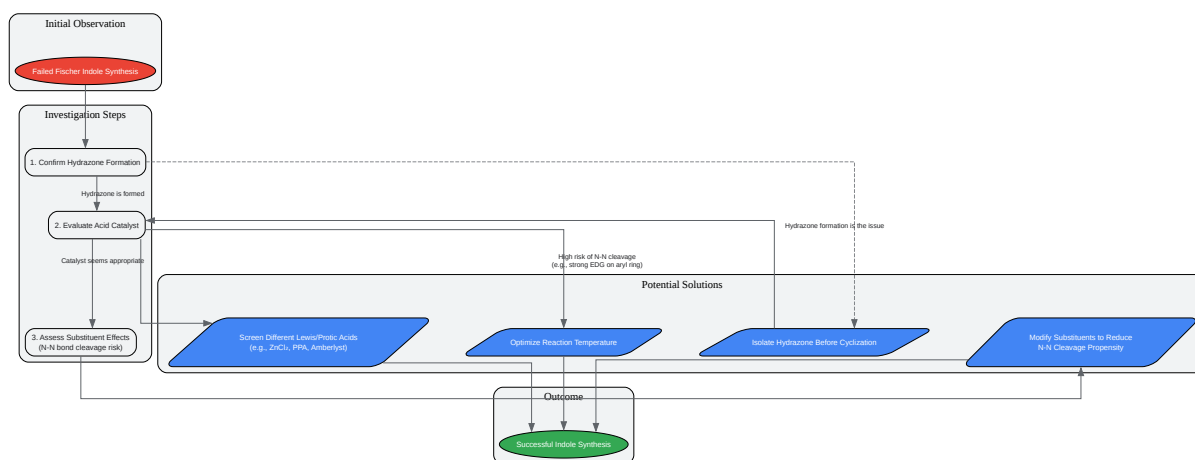 Initial Observation
Failed Fischer Indole Synthesis
Investigation Steps
1. Confirm Hydrazone Formation
Hydrazone is formed
2. Evaluate Acid Catalyst
Hydrazone formation is the issue
Catalyst seems appropriate
High risk of N-N cleavage
(e.g., strong EDG on aryl ring)
Potential Solutions
3. Assess Substituent Effects
(N-N bond cleavage risk)
Screen Different Lewis/Protic Acids
(e.g., ZnCl₂, PPA, Amberlyst)
Optimize Reaction Temperature
Isolate Hydrazone Before Cyclization
Modify Substituents to Reduce
N-N Cleavage Propensity
Outcome
Successful Indole Synthesis